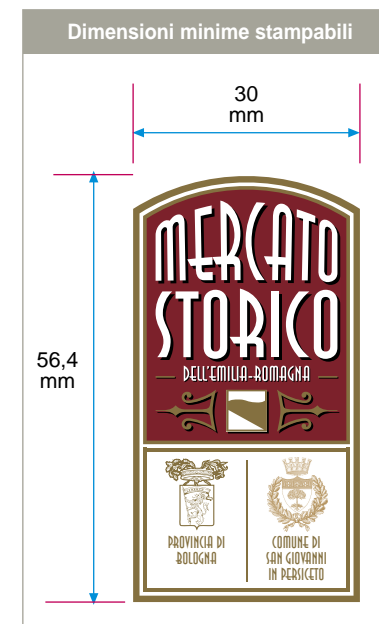 Dimensioni minime stampabili
30
mm
56,4
mm
MERCATO
STORICO
DELL'EMILIA-ROMAGNA
PROVINCIA DI
BOLOGNA
COMUNE DI
SAN GIOVANNI
IN PERSICETO